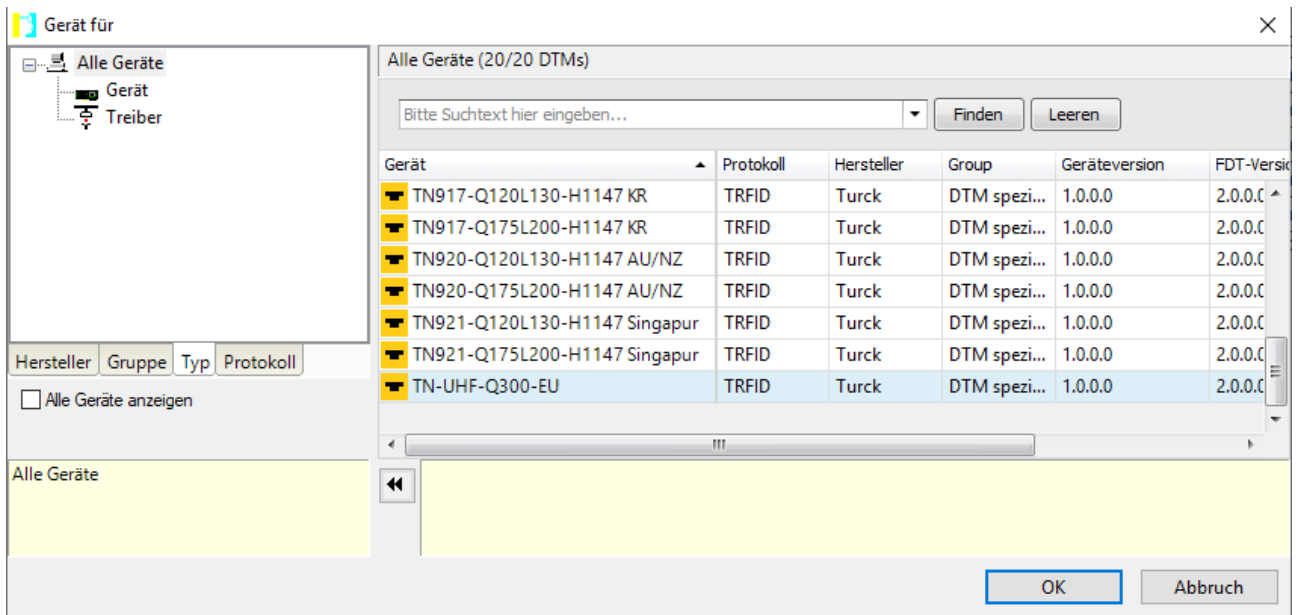 Gerät für
Alle Geräte
Gerät
Treiber
Hersteller Gruppe Typ Protokoll
Alle Geräte anzeigen
Alle Geräte
Alle Geräte (20/20 DTMs)
Bitte Suchtext hier eingeben... Finden Leeren
Gerät Protokoll Hersteller Group Geräteversion FDT-Versio
TN917-Q120L130-H1147 KR TRFID Turck DTM spezi... 1.0.0.0 2.0.0.0
TN917-Q175L200-H1147 KR TRFID Turck DTM spezi... 1.0.0.0 2.0.0.0
TN920-Q120L130-H1147 AU/NZ TRFID Turck DTM spezi... 1.0.0.0 2.0.0.0
TN920-Q175L200-H1147 AU/NZ TRFID Turck DTM spezi... 1.0.0.0 2.0.0.0
TN921-Q120L130-H1147 Singapur TRFID Turck DTM spezi... 1.0.0.0 2.0.0.0
TN921-Q175L200-H1147 Singapur TRFID Turck DTM spezi... 1.0.0.0 2.0.0.0
TN-UHF-Q300-EU TRFID Turck DTM spezi... 1.0.0.0 2.0.0.0
OK Abbruch